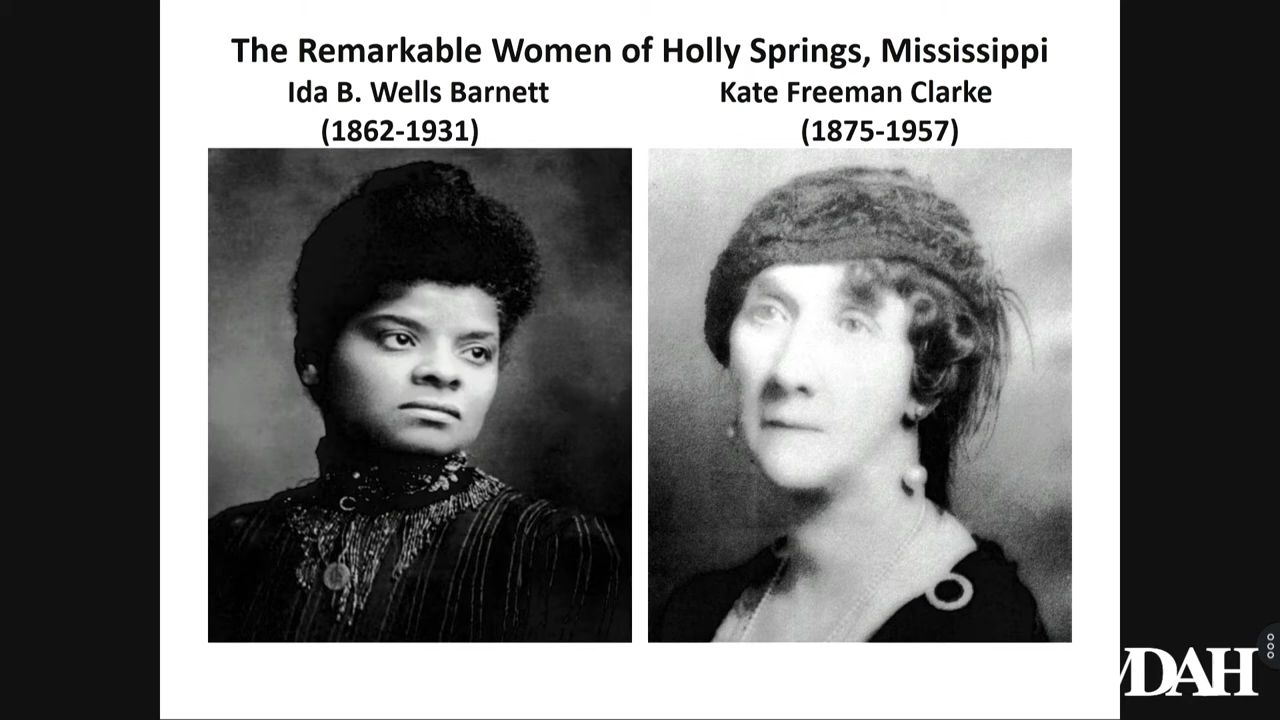 The Remarkable Women of Holly Springs, Mississippi
Ida B. Wells Barnett
(1862-1931)
Kate Freeman Clarke
(1875-1957)
MDAH